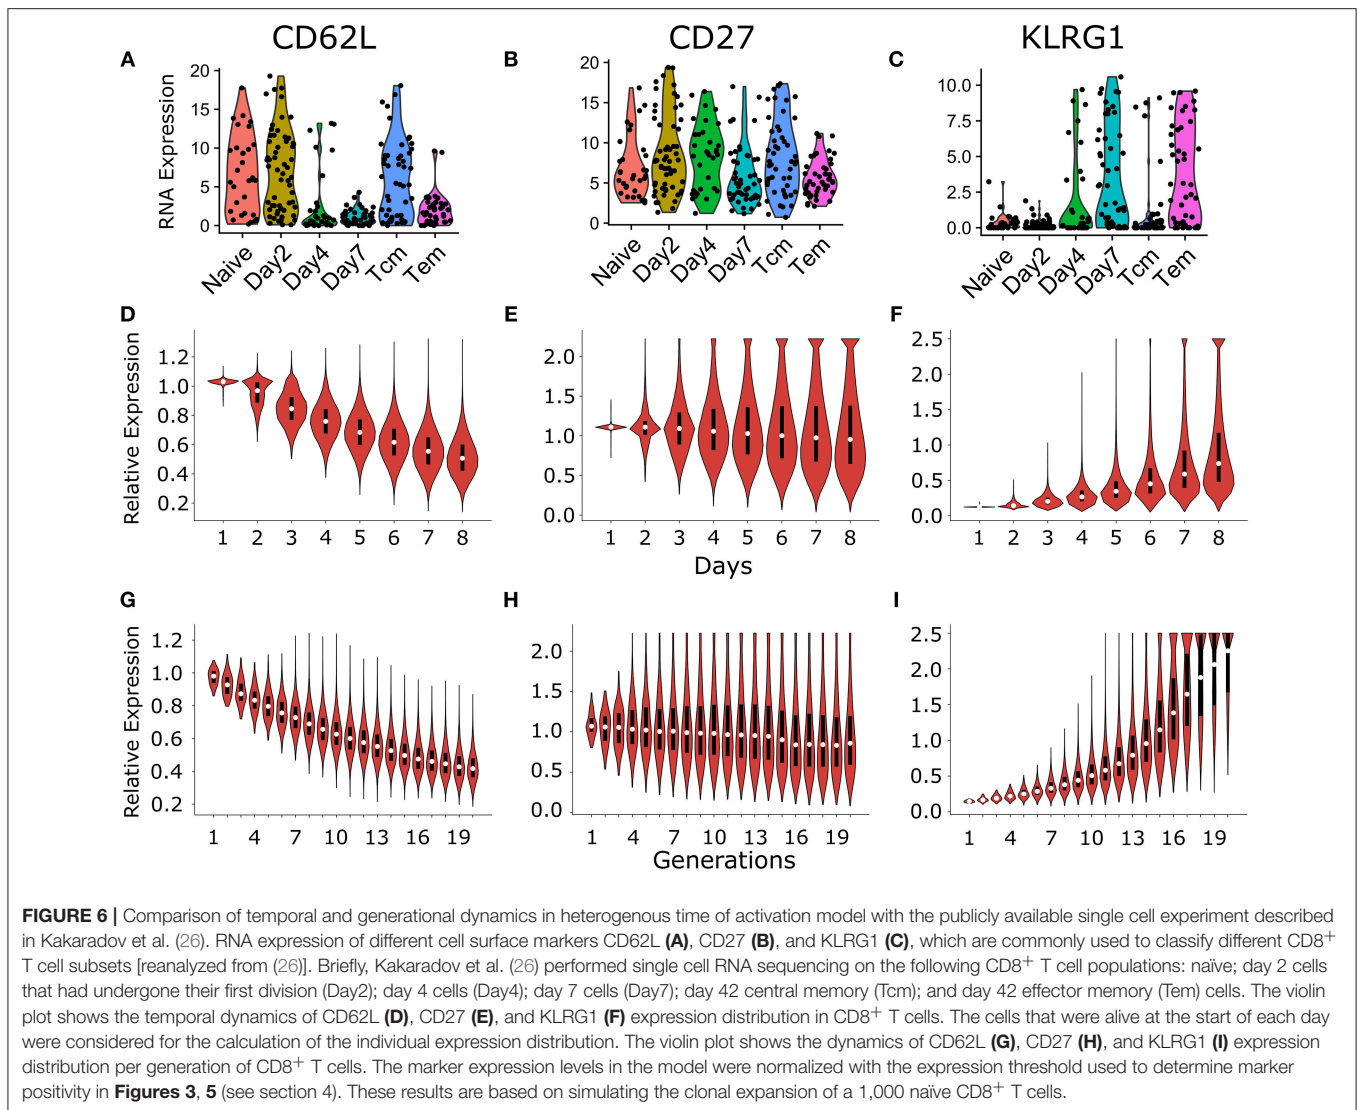 CD62L
CD27
KLRG1
A
B
C
RNA Expression
20
15
10
5
0
Naive
Day2
Day4
Day7
Tcm
Tem
20
15
10
5
0
Naive
Day2
Day4
Day7
Tcm
Tem
10.0
7.5
5.0
2.5
0.0
Naive
Day2
Day4
Day7
Tcm
Tem
D
E
F
Relative Expression
1.2
1.0
0.8
0.6
0.4
0.2
1 2 3 4 5 6 7 8
2.0
1.5
1.0
0.5
0.0
1 2 3 4 5 6 7 8
2.5
2.0
1.5
1.0
0.5
0.0
1 2 3 4 5 6 7 8
Days
G
H
I
Relative Expression
1.2
1.0
0.8
0.6
0.4
0.2
1 4 7 10 13 16 19
2.0
1.5
1.0
0.5
0.0
1 4 7 10 13 16 19
2.5
2.0
1.5
1.0
0.5
0.0
1 4 7 10 13 16 19
Generations
FIGURE 6 | Comparison of temporal and generational dynamics in heterogenous time of activation model with the publicly available single cell experiment described
in Kakaradov et al. (26). RNA expression of different cell surface markers CD62L (A), CD27 (B), and KLRG1 (C), which are commonly used to classify different CD8+
T cell subsets [reanalyzed from (26)]. Briefly, Kakaradov et al. (26) performed single cell RNA sequencing on the following CD8+ T cell populations: naïve; day 2 cells
that had undergone their first division (Day2); day 4 cells (Day4); day 7 cells (Day7); day 42 central memory (Tcm); and day 42 effector memory (Tem) cells. The violin
plot shows the temporal dynamics of CD62L (D), CD27 (E), and KLRG1 (F) expression distribution in CD8+ T cells. The cells that were alive at the start of each day
were considered for the calculation of the individual expression distribution. The violin plot shows the dynamics of CD62L (G), CD27 (H), and KLRG1 (I) expression
distribution per generation of CD8+ T cells. The marker expression levels in the model were normalized with the expression threshold used to determine marker
positivity in Figures 3, 5 (see section 4). These results are based on simulating the clonal expansion of a 1,000 naïve CD8+ T cells.